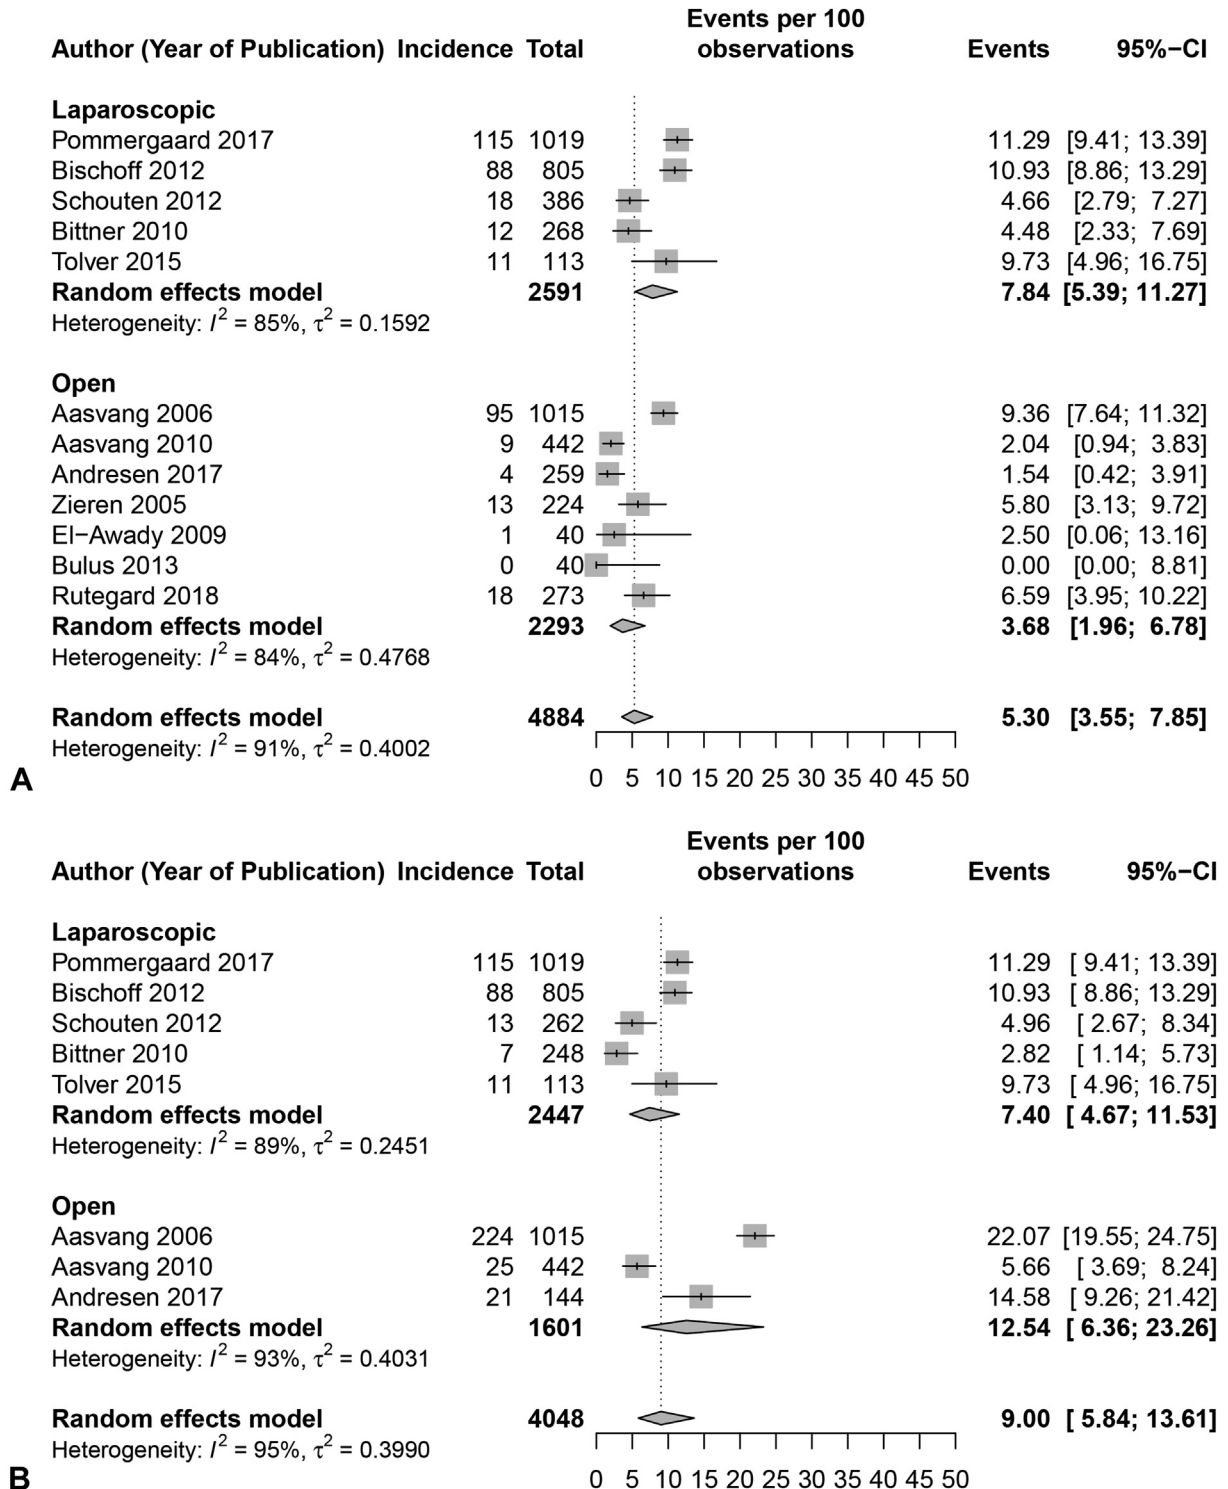 Events per 100
Author (Year of Publication) Incidence Total observations Events 95%−CI
Laparoscopic
Pommergaard 2017 115 1019 11.29 [9.41; 13.39]
Bischoff 2012 88 805 10.93 [8.86; 13.29]
Schouten 2012 18 386 4.66 [2.79; 7.27]
Bittner 2010 12 268 4.48 [2.33; 7.69]
Tolver 2015 11 113 9.73 [4.96; 16.75]
Random effects model 2591 7.84 [5.39; 11.27]
Heterogeneity: I² = 85%, τ² = 0.1592
Open
Aasvang 2006 95 1015 9.36 [7.64; 11.32]
Aasvang 2010 9 442 2.04 [0.94; 3.83]
Andresen 2017 4 259 1.54 [0.42; 3.91]
Zieren 2005 13 224 5.80 [3.13; 9.72]
El−Awady 2009 1 40 2.50 [0.06; 13.16]
Bulus 2013 0 40 0.00 [0.00; 8.81]
Rutegard 2018 18 273 6.59 [3.95; 10.22]
Random effects model 2293 3.68 [1.96; 6.78]
Heterogeneity: I² = 84%, τ² = 0.4768
Random effects model 4884 5.30 [3.55; 7.85]
Heterogeneity: I² = 91%, τ² = 0.4002
0 5 10 15 20 25 30 35 40 45 50
A
Events per 100
Author (Year of Publication) Incidence Total observations Events 95%−CI
Laparoscopic
Pommergaard 2017 115 1019 11.29 [ 9.41; 13.39]
Bischoff 2012 88 805 10.93 [ 8.86; 13.29]
Schouten 2012 13 262 4.96 [ 2.67; 8.34]
Bittner 2010 7 248 2.82 [ 1.14; 5.73]
Tolver 2015 11 113 9.73 [ 4.96; 16.75]
Random effects model 2447 7.40 [ 4.67; 11.53]
Heterogeneity: I² = 89%, τ² = 0.2451
Open
Aasvang 2006 224 1015 22.07 [19.55; 24.75]
Aasvang 2010 25 442 5.66 [ 3.69; 8.24]
Andresen 2017 21 144 14.58 [ 9.26; 21.42]
Random effects model 1601 12.54 [ 6.36; 23.26]
Heterogeneity: I² = 93%, τ² = 0.4031
Random effects model 4048 9.00 [ 5.84; 13.61]
Heterogeneity: I² = 95%, τ² = 0.3990
0 5 10 15 20 25 30 35 40 45 50
B